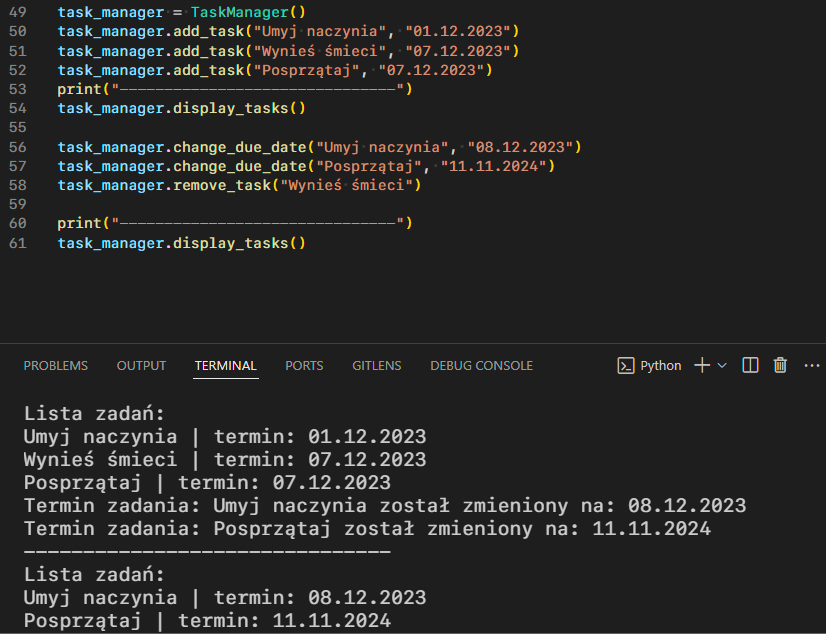 49 task_manager = TaskManager()
50 task_manager.add_task("Umyj naczynia", "01.12.2023")
51 task_manager.add_task("Wynieś śmieci", "07.12.2023")
52 task_manager.add_task("Posprzątaj", "07.12.2023")
53 print("-------------------------------")
54 task_manager.display_tasks()
55
56 task_manager.change_due_date("Umyj naczynia", "08.12.2023")
57 task_manager.change_due_date("Posprzątaj", "11.11.2024")
58 task_manager.remove_task("Wynieś śmieci")
59
60 print("-------------------------------")
61 task_manager.display_tasks()
PROBLEMS OUTPUT TERMINAL PORTS GITLENS DEBUG CONSOLE Python
Lista zadań:
Umyj naczynia | termin: 01.12.2023
Wynieś śmieci | termin: 07.12.2023
Posprzątaj | termin: 07.12.2023
Termin zadania: Umyj naczynia został zmieniony na: 08.12.2023
Termin zadania: Posprzątaj został zmieniony na: 11.11.2024
-------------------------------
Lista zadań:
Umyj naczynia | termin: 08.12.2023
Posprzątaj | termin: 11.11.2024